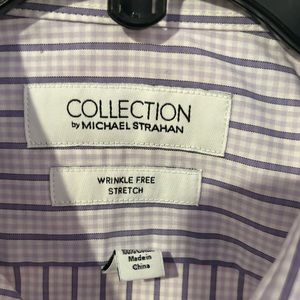 COLLECTION
by MICHAEL STRAHAN
WRINKLE FREE
STRETCH
Made in
China